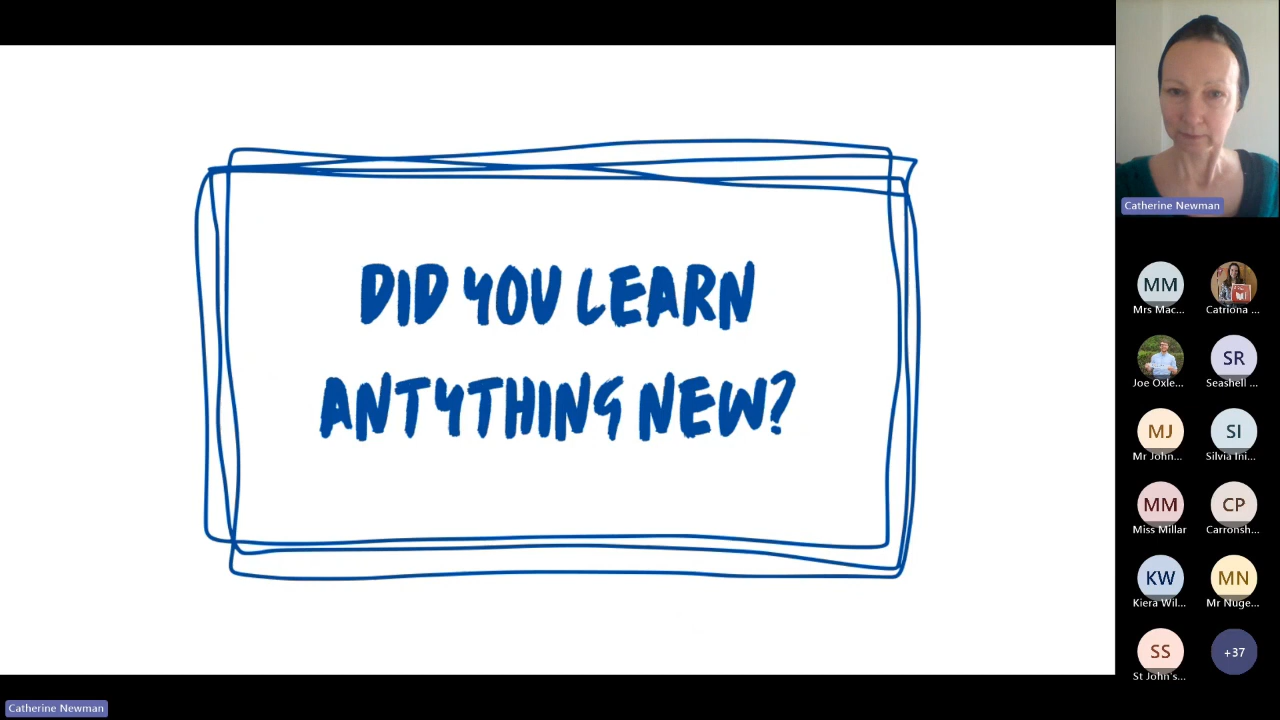 DID YOU LEARN
ANTYTHING NEW?
Catherine Newman
MM
Mrs Mac...
Catriona ...
Joe Oxle...
SR
Seashell ...
MJ
Mr John...
SI
Silvia Ini...
MM
Miss Millar
CP
Carronsh...
KW
Kiera Wil...
MN
Mr Nuge...
SS
St John's...
+37
Catherine Newman